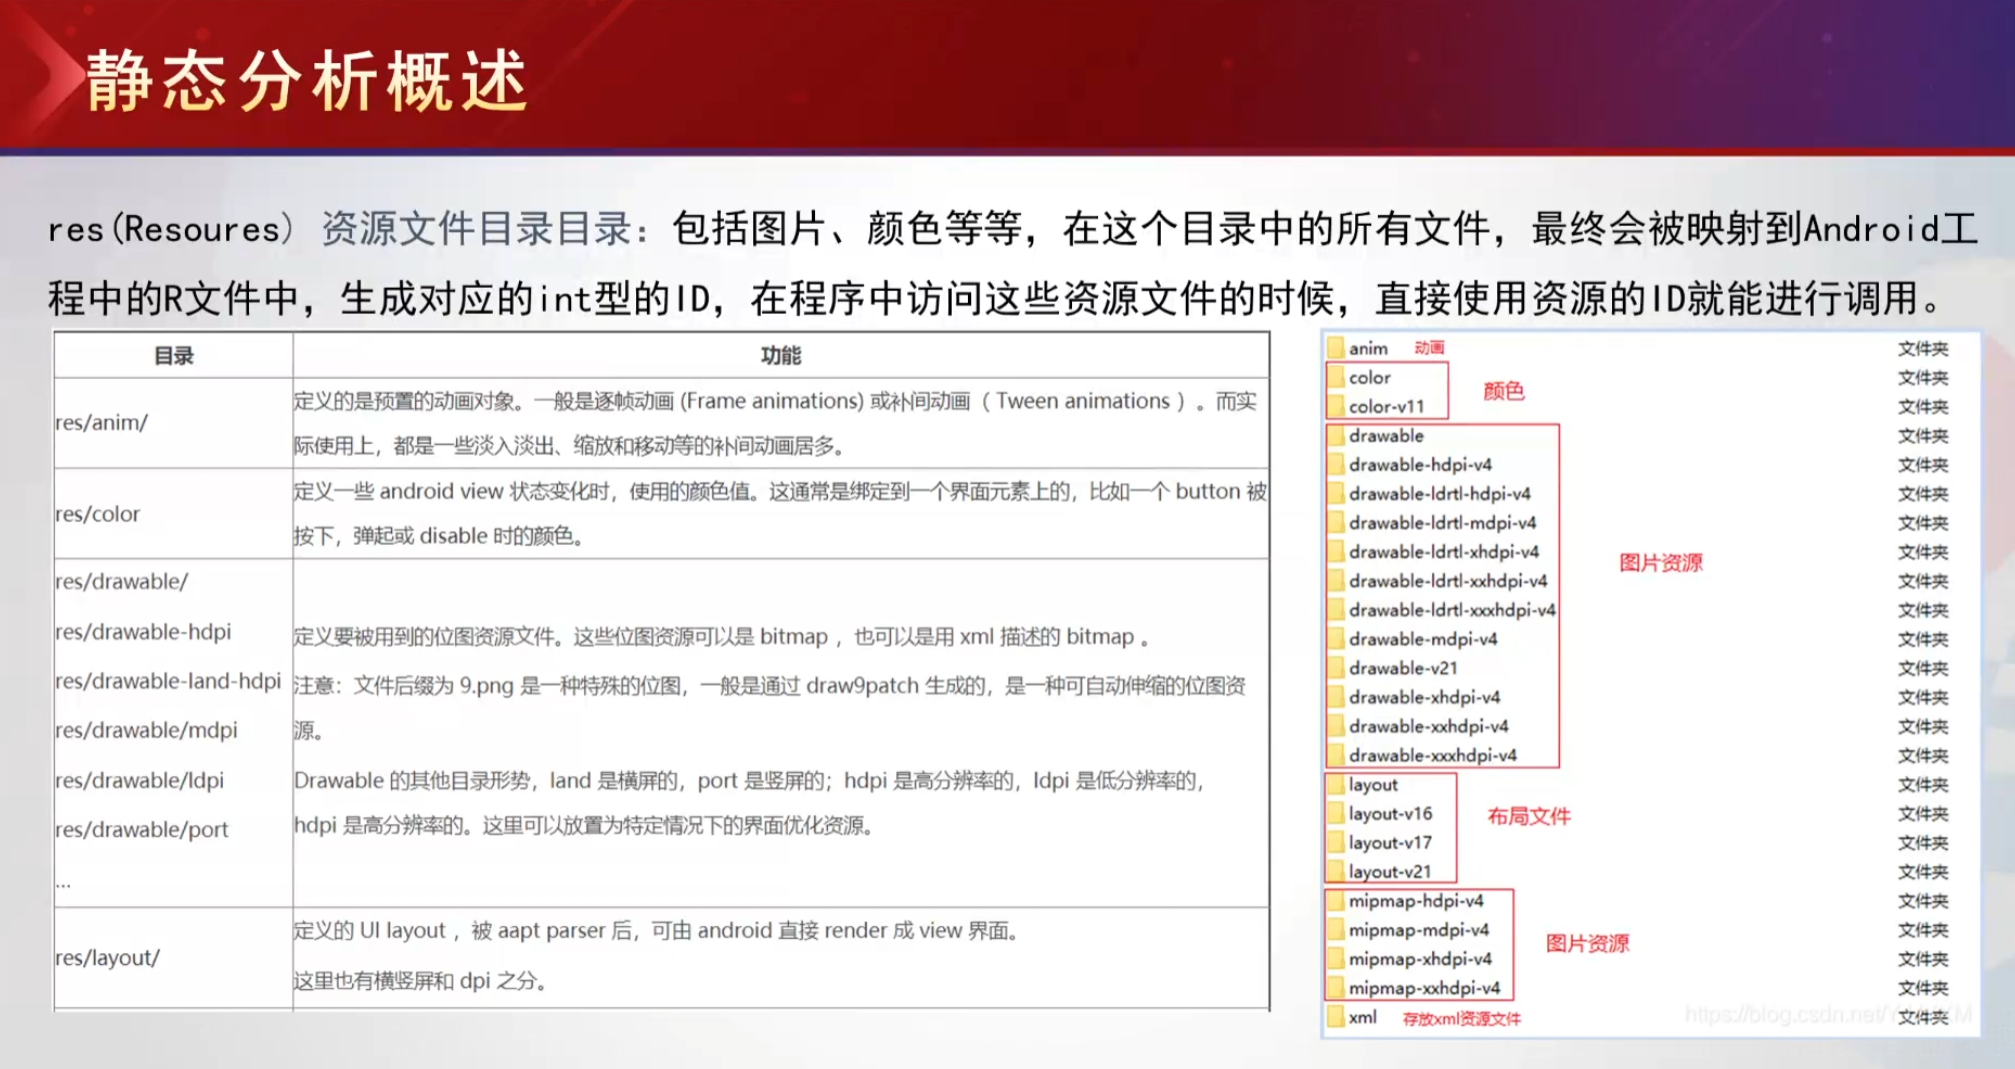 静态分析概述
res(Resoures) 资源文件目录目录：包括图片、颜色等等，在这个目录中的所有文件，最终会被映射到Android工
程中的R文件中，生成对应的int型的ID，在程序中访问这些资源文件的时候，直接使用资源的ID就能进行调用。
目录 功能
res/anim/
定义的是预置的动画对象。一般是逐帧动画 (Frame animations) 或补间动画（ Tween animations ）。而实
际使用上，都是一些淡入淡出、缩放和移动等的补间动画居多。
res/color
定义一些 android view 状态变化时，使用的颜色值。这通常是绑定到一个界面元素上的，比如一个 button 被
按下，弹起或 disable 时的颜色。
res/drawable/
res/drawable-hdpi
res/drawable-land-hdpi
res/drawable/mdpi
res/drawable/ldpi
res/drawable/port
...
定义要被用到的位图资源文件。这些位图资源可以是 bitmap ，也可以是用 xml 描述的 bitmap 。
注意：文件后缀为 9.png 是一种特殊的位图，一般是通过 draw9patch 生成的，是一种可自动伸缩的位图资
源。
Drawable 的其他目录形势，land 是横屏的，port 是竖屏的；hdpi 是高分辨率的，ldpi 是低分辨率的，
hdpi 是高分辨率的。这里可以放置为特定情况下的界面优化资源。
res/layout/
定义的 UI layout ，被 aapt parser 后，可由 android 直接 render 成 view 界面。
这里也有横竖屏和 dpi 之分。
anim 动画 文件夹
color 文件夹
颜色
color-v11 文件夹
drawable 文件夹
drawable-hdpi-v4 文件夹
drawable-ldrtl-hdpi-v4 文件夹
drawable-ldrtl-mdpi-v4 文件夹
drawable-ldrtl-xhdpi-v4 文件夹
图片资源
drawable-ldrtl-xxhdpi-v4 文件夹
drawable-ldrtl-xxxhdpi-v4 文件夹
drawable-mdpi-v4 文件夹
drawable-v21 文件夹
drawable-xhdpi-v4 文件夹
drawable-xxhdpi-v4 文件夹
drawable-xxxhdpi-v4 文件夹
layout 文件夹
layout-v16 布局文件 文件夹
layout-v17 文件夹
layout-v21 文件夹
mipmap-hdpi-v4 文件夹
mipmap-mdpi-v4 文件夹
图片资源
mipmap-xhdpi-v4 文件夹
mipmap-xxhdpi-v4 文件夹
xml 存放xml资源文件 文件夹